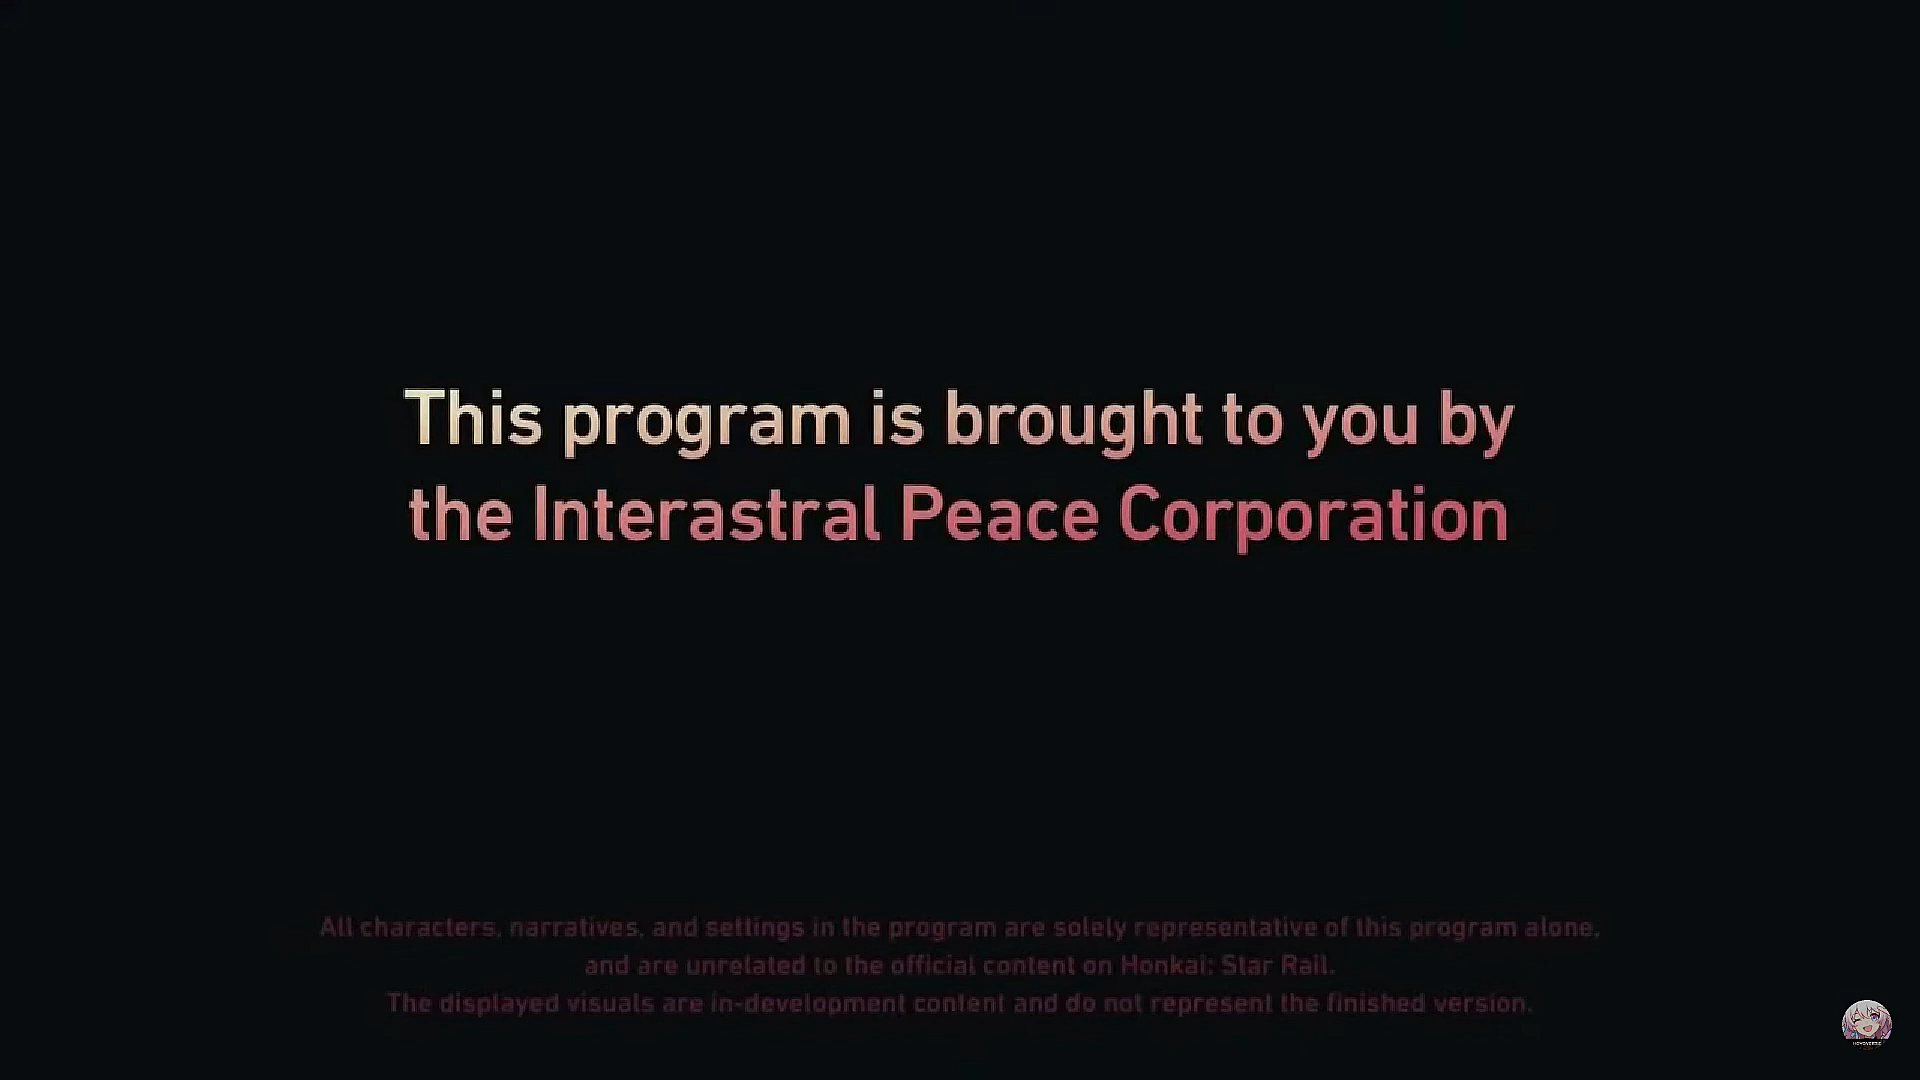 This program is brought to you by
the Interastral Peace Corporation
All characters, narratives, and settings in the program are solely representative of this program alone,
and are unrelated to the official content on Honkai: Star Rail.
The displayed visuals are in-development content and do not represent the finished version.